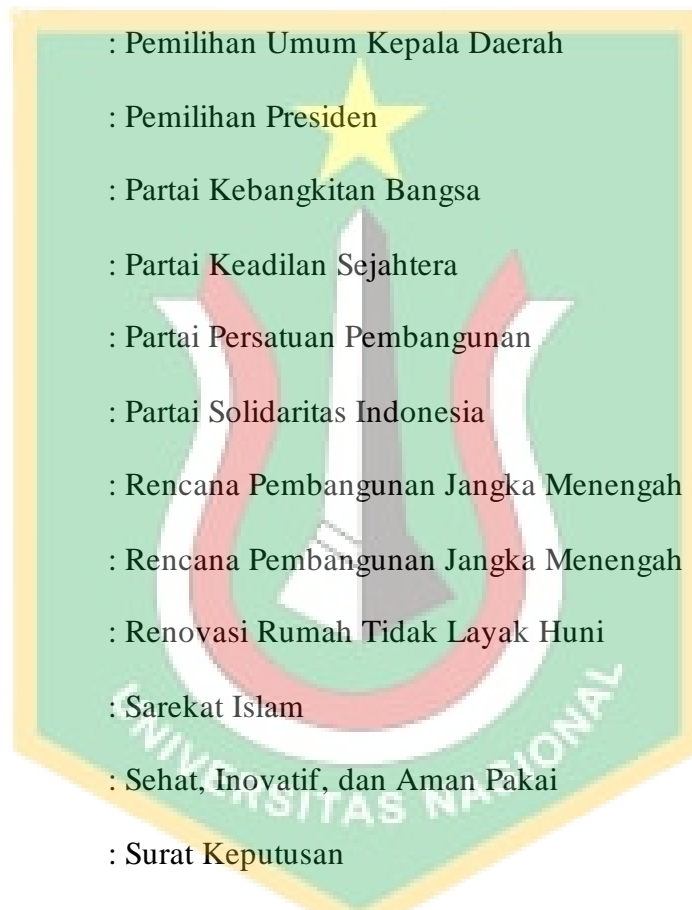 : Pemilihan Umum Kepala Daerah
: Pemilihan Presiden
: Partai Kebangkitan Bangsa
: Partai Keadilan Sejahtera
: Partai Persatuan Pembangunan
: Partai Solidaritas Indonesia
: Rencana Pembangunan Jangka Menengah
: Rencana Pembangunan Jangka Menengah
: Renovasi Rumah Tidak Layak Huni
: Sarekat Islam
: Sehat, Inovatif, dan Aman Pakai
: Surat Keputusan
UNIVERSITAS NASIONAL